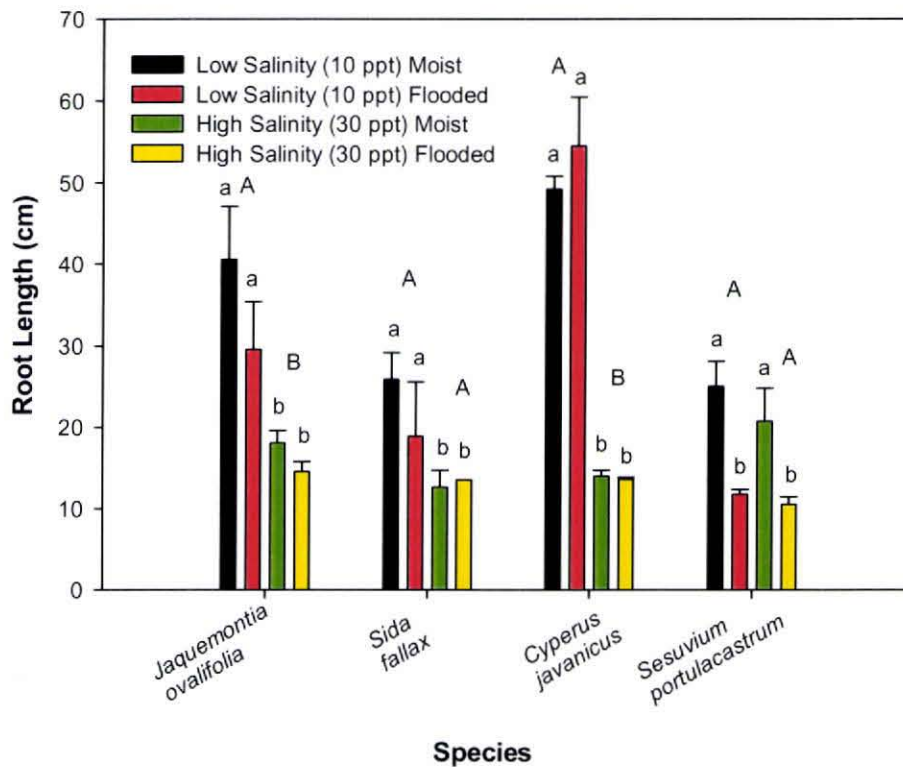 70
60
50
40
30
20
10
0
Root Length (cm)
Low Salinity (10 ppt) Moist
Low Salinity (10 ppt) Flooded
High Salinity (30 ppt) Moist
High Salinity (30 ppt) Flooded
a A
a
B
b
b
A
a
a
A
b
b
A
a
a
B
b
b
A
a
b
a
A
b
Jaquemontia
ovalifolia
Sida
fallax
Cyperus
javanicus
Sesuvium
portulacastrum
Species